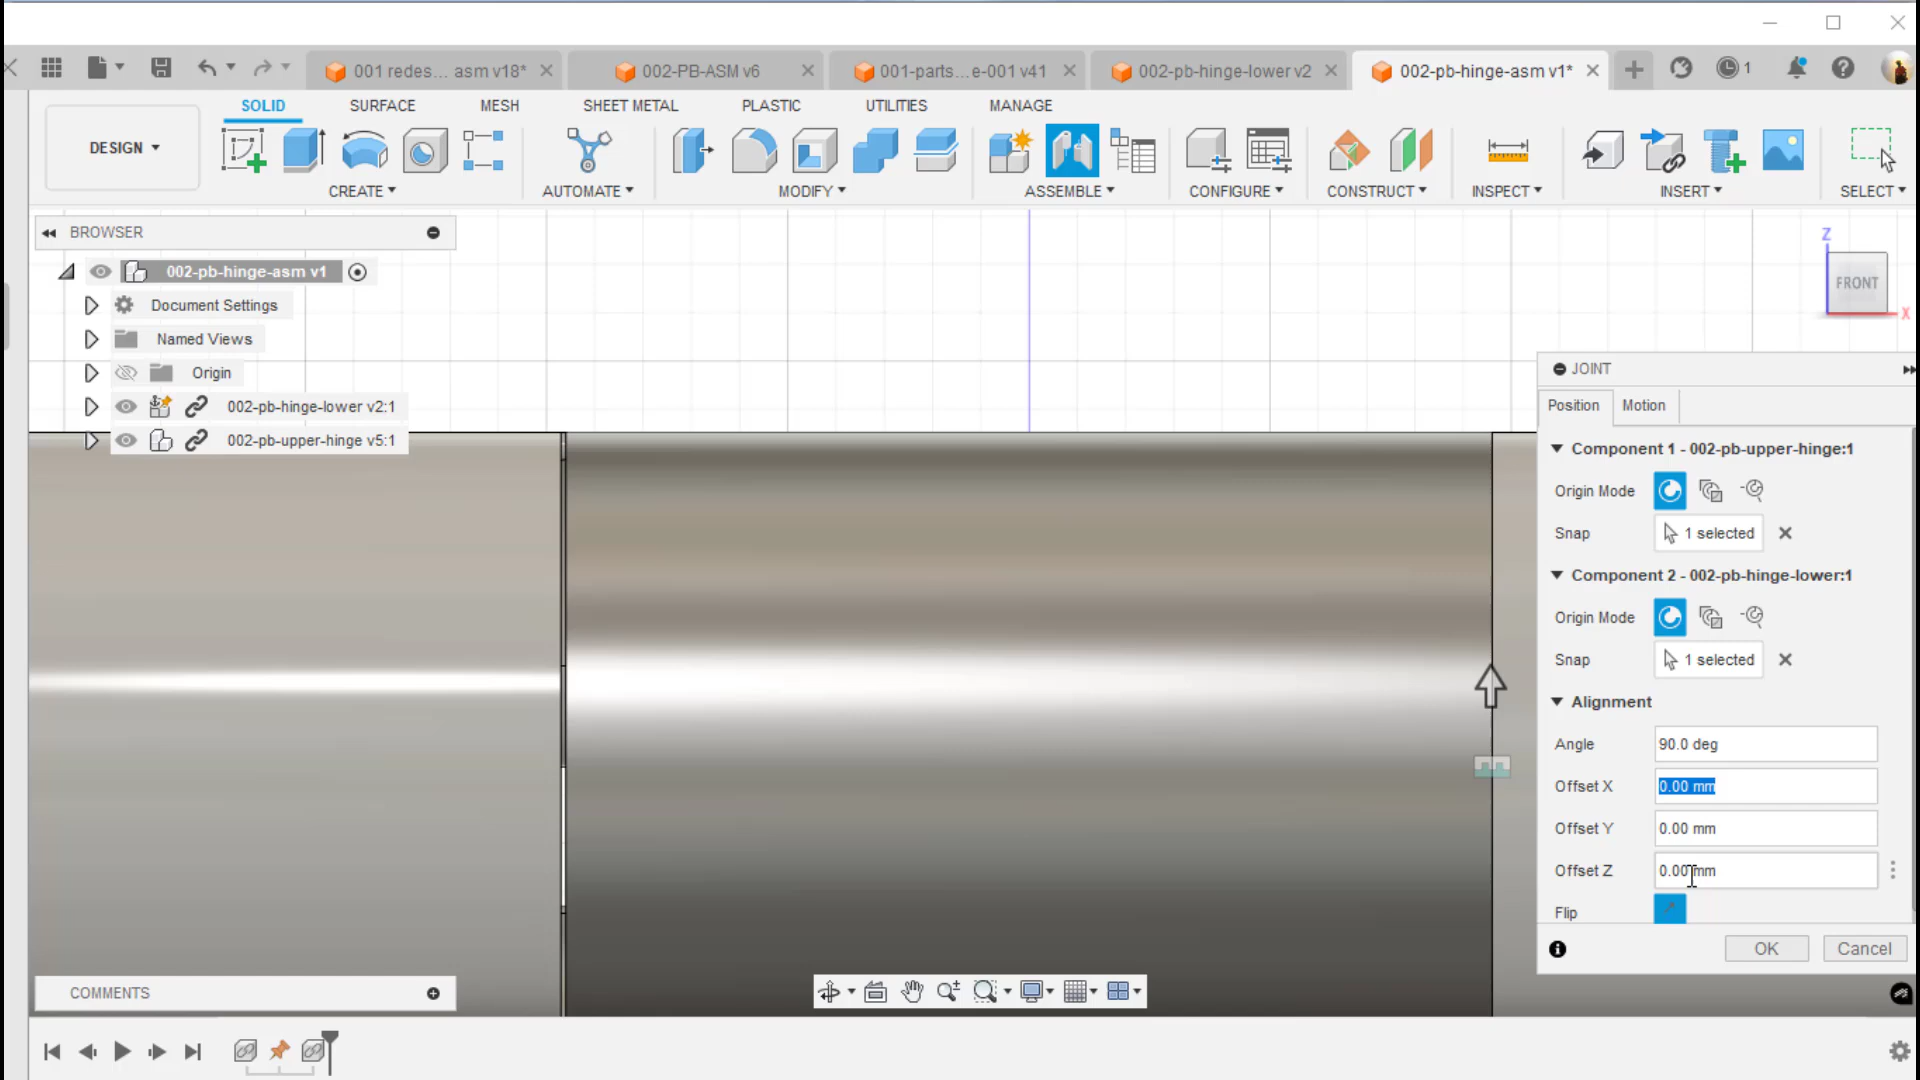 001 redes... asm v18*
002-PB-ASM v6
001-parts...e-001 v41
002-pb-hinge-lower v2
002-pb-hinge-asm v1*
1
DESIGN
SOLID
SURFACE
MESH
SHEET METAL
PLASTIC
UTILITIES
MANAGE
CREATE
AUTOMATE
MODIFY
ASSEMBLE
CONFIGURE
CONSTRUCT
INSPECT
INSERT
SELECT
BROWSER
002-pb-hinge-asm v1
Document Settings
Named Views
Origin
002-pb-hinge-lower v2:1
002-pb-upper-hinge v5:1
Z
FRONT
X
JOINT
Position
Motion
Component 1 - 002-pb-upper-hinge:1
Origin Mode
Snap
1 selected
Component 2 - 002-pb-hinge-lower:1
Origin Mode
Snap
1 selected
Alignment
Angle
90.0 deg
Offset X
0.00 mm
Offset Y
0.00 mm
Offset Z
0.00 mm
Flip
OK
Cancel
COMMENTS